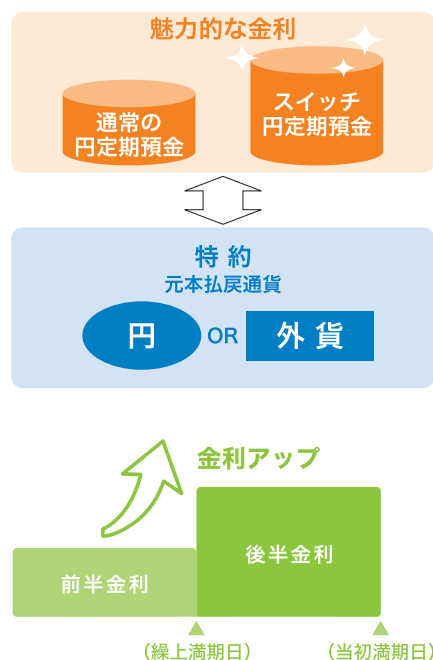 魅力的な金利
通常の
円定期預金
スイッチ
円定期預金
特約
元本払戻通貨
円 OR 外貨
金利アップ
前半金利
後半金利
（繰上満期日）
（当初満期日）